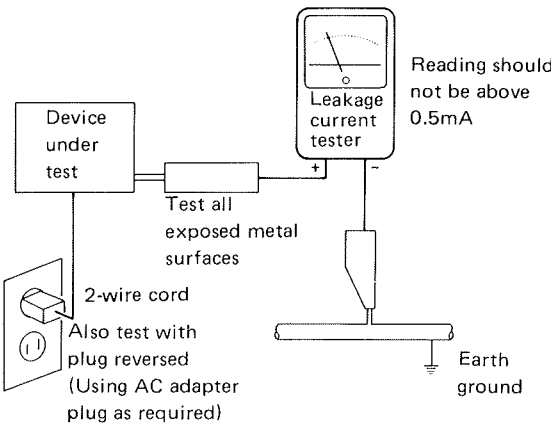 Reading should
not be above
0.5mA
Leakage
current
tester
+ −
Device
under
test
Test all
exposed metal
surfaces
2-wire cord
Also test with
plug reversed
(Using AC adapter
plug as required)
Earth
ground